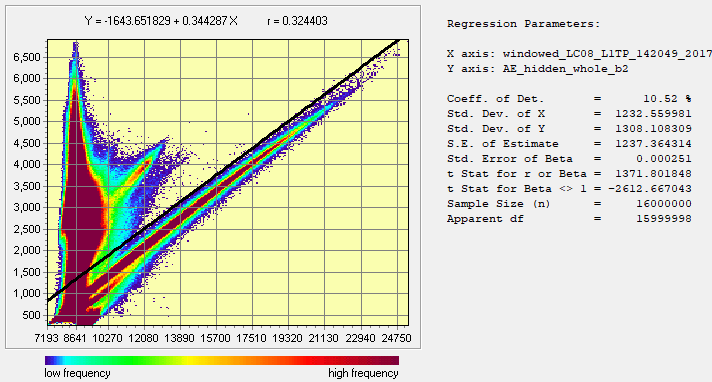 Y = -1643.651829 + 0.344287 X r = 0.324403
6,500
6,000
5,500
5,000
4,500
4,000
3,500
3,000
2,500
2,000
1,500
1,000
500
7193 8641 10270 12080 13890 15700 17510 19320 21130 22940 24750
low frequency high frequency
Regression Parameters:
X axis: windowed_LC08_L1TP_142049_2017
Y axis: AE_hidden_whole_b2
Coeff. of Det. = 10.52 %
Std. Dev. of X = 1232.559981
Std. Dev. of Y = 1308.108309
S.E. of Estimate = 1237.364314
Std. Error of Beta = 0.000251
t Stat for r or Beta = 1371.801848
t Stat for Beta <> 1 = -2612.667043
Sample Size (n) = 16000000
Apparent df = 15999998